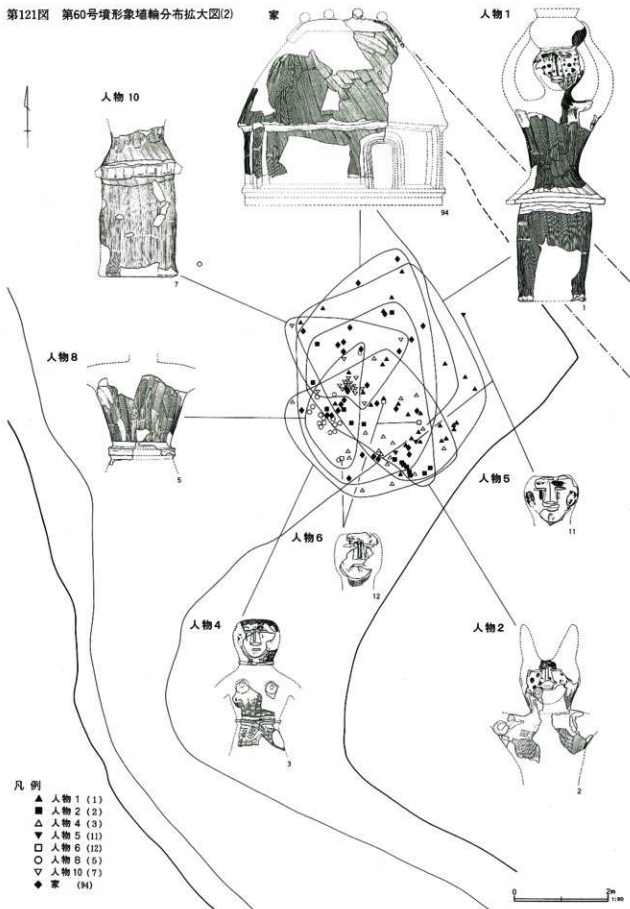 第121図 第60号墳形象埴輪分布拡大図(2)
家
人物1
人物10
94
7
1
人物8
5
人物5
11
人物6
12
人物4
3
人物2
2
凡例
▲ 人物1 (1)
■ 人物2 (2)
△ 人物4 (3)
▼ 人物5 (11)
□ 人物6 (12)
○ 人物8 (5)
▽ 人物10 (7)
◆ 家 (94)
0 2m
1:80